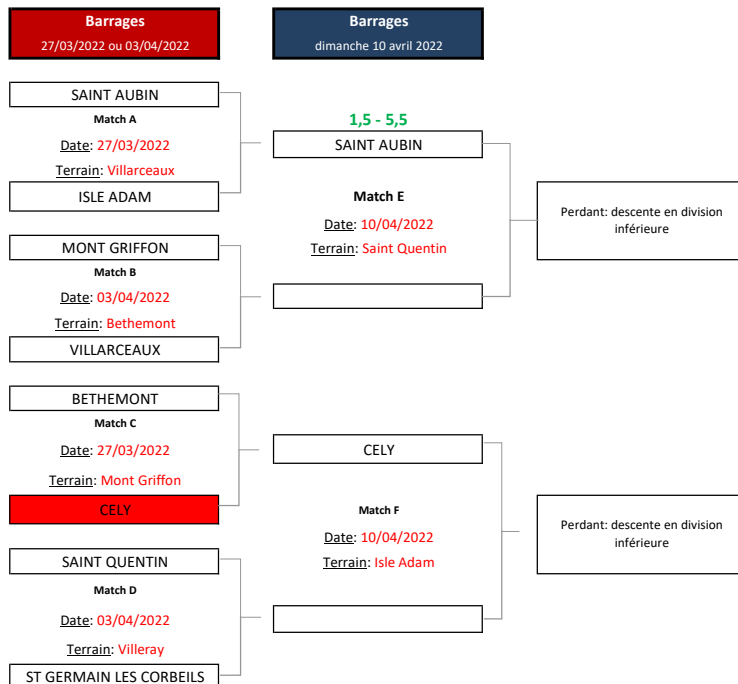 Barrages
27/03/2022 ou 03/04/2022
Barrages
dimanche 10 avril 2022
SAINT AUBIN
Match A
Date: 27/03/2022
Terrain: Villarceaux
ISLE ADAM
1,5 - 5,5
SAINT AUBIN
Match E
Date: 10/04/2022
Terrain: Saint Quentin
Perdant: descente en division
inférieure
MONT GRIFFON
Match B
Date: 03/04/2022
Terrain: Bethemont
VILLARCEAUX
BETHEMONT
Match C
Date: 27/03/2022
Terrain: Mont Griffon
CELY
CELY
Match F
Date: 10/04/2022
Terrain: Isle Adam
Perdant: descente en division
inférieure
SAINT QUENTIN
Match D
Date: 03/04/2022
Terrain: Villeray
ST GERMAIN LES CORBEILS